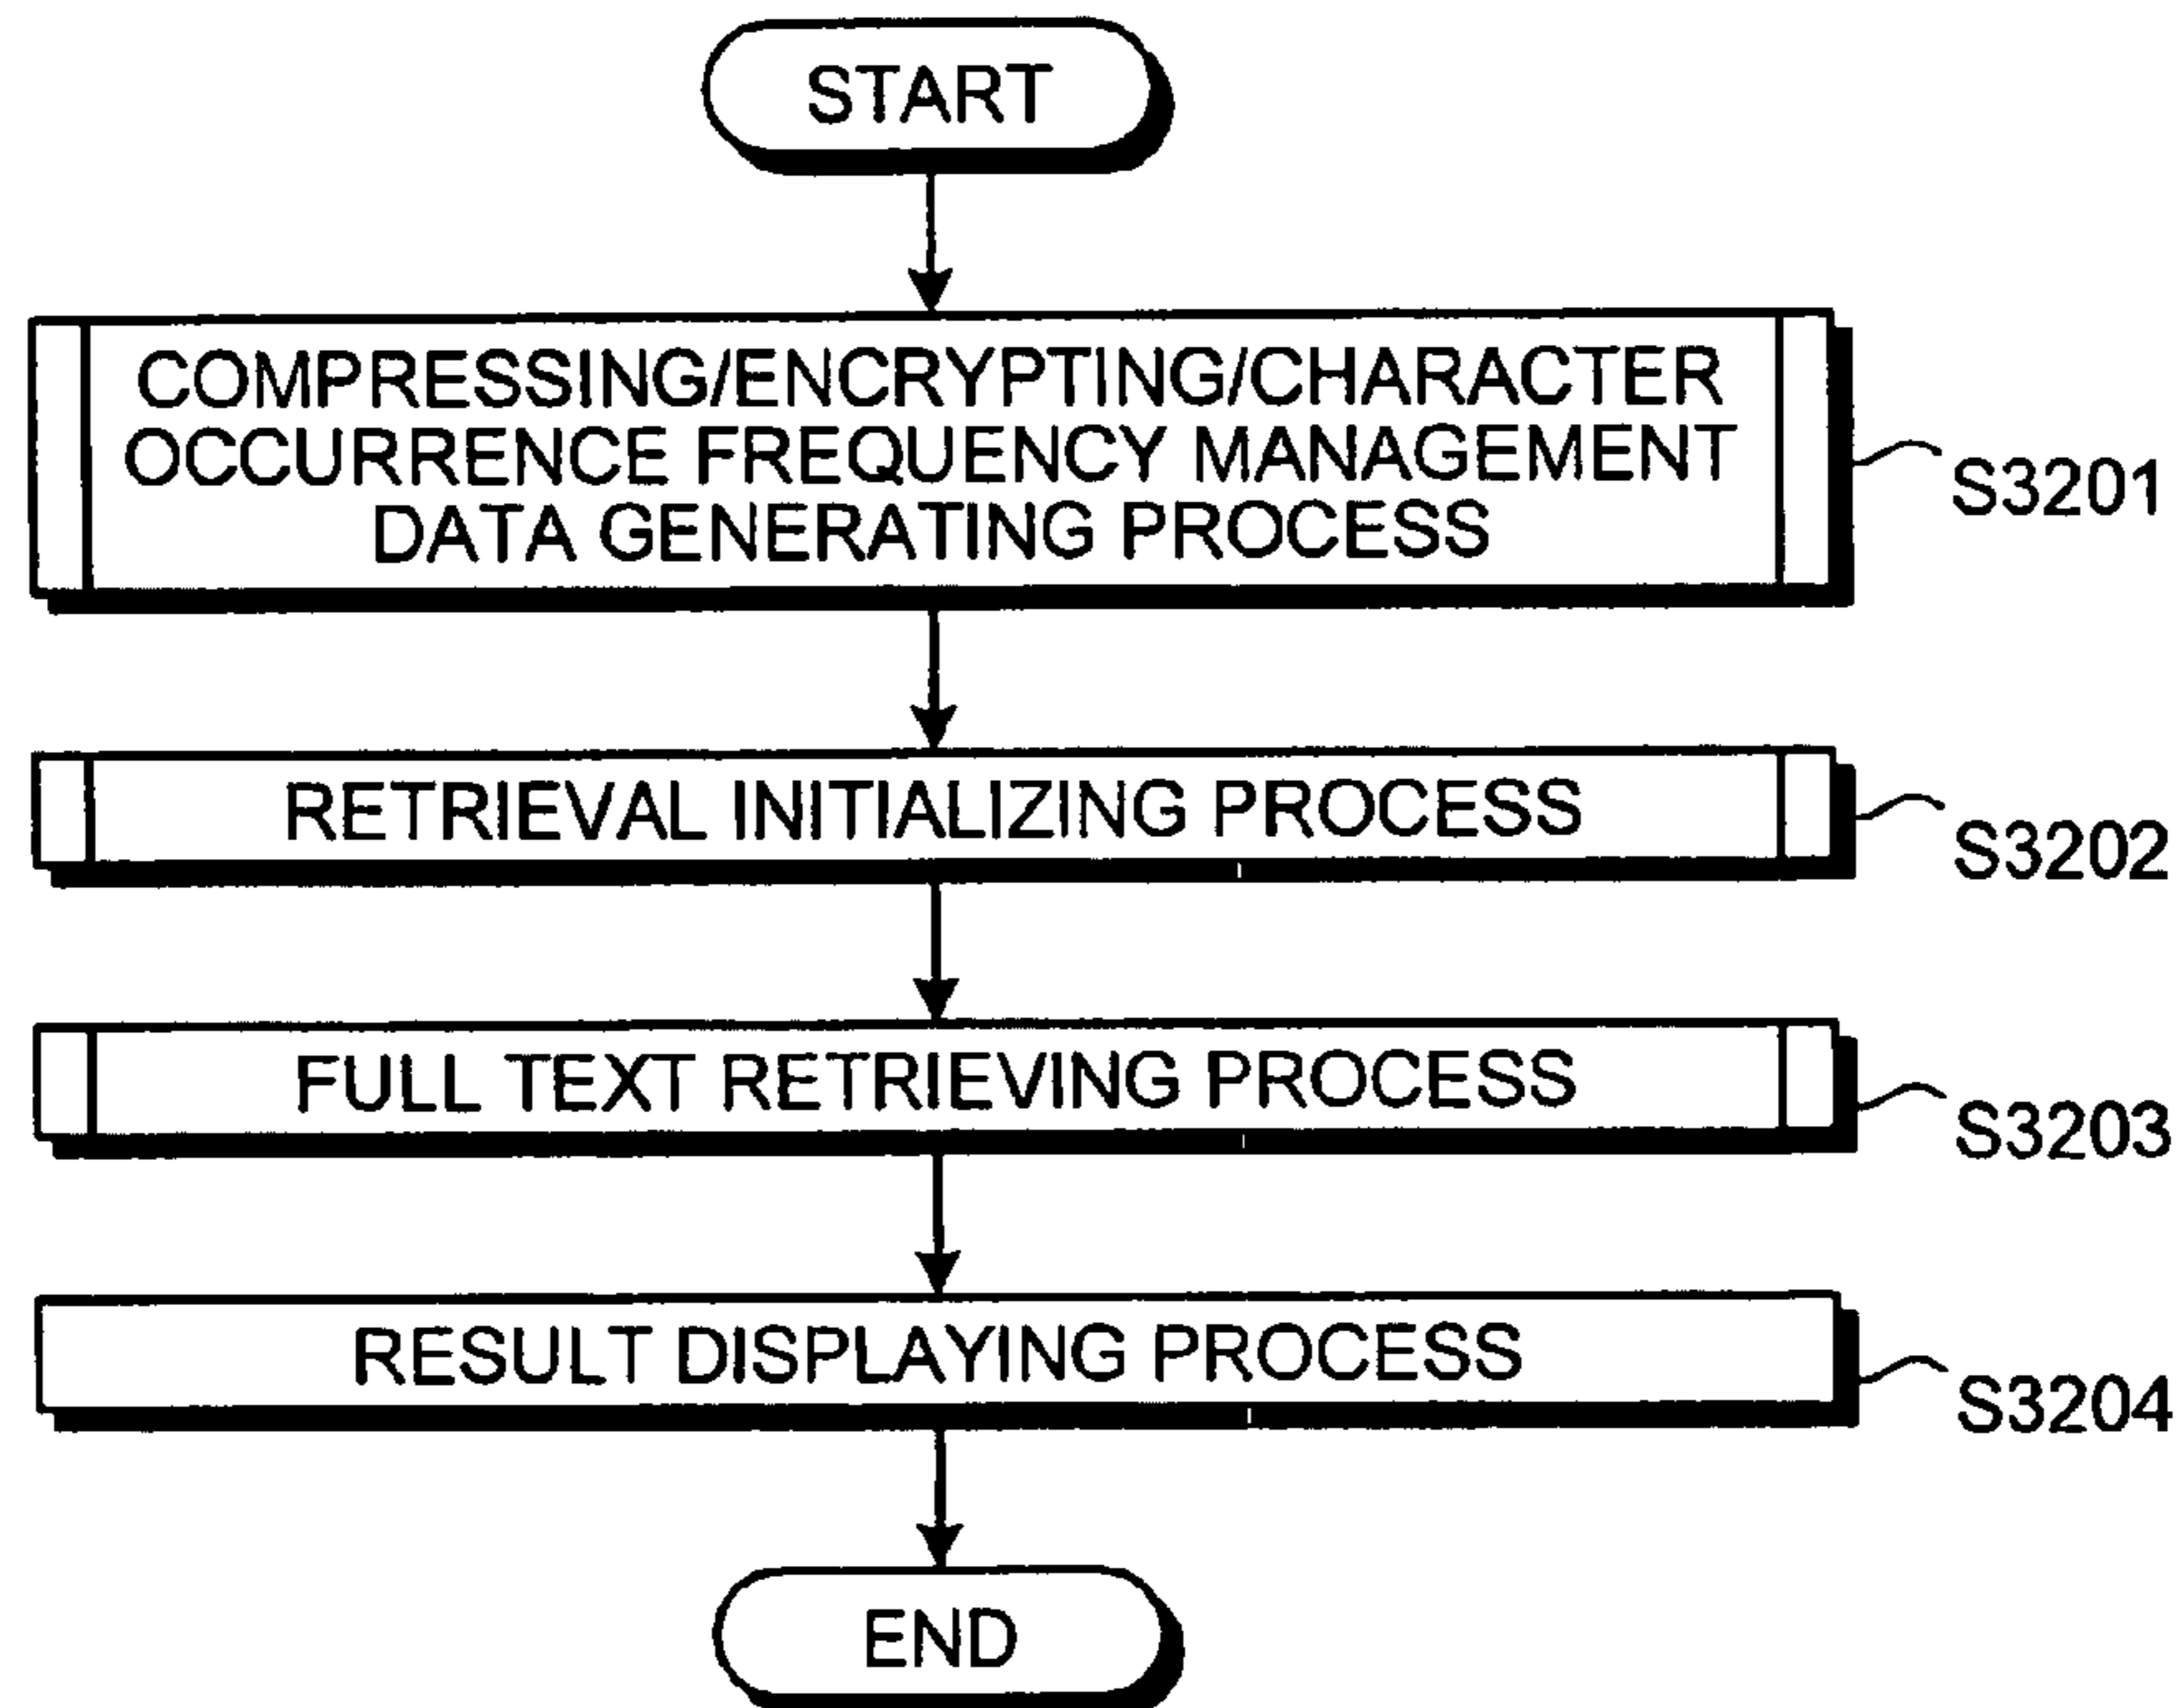 START
COMPRESSING/ENCRYPTING/CHARACTER
OCCURRENCE FREQUENCY MANAGEMENT
DATA GENERATING PROCESS
S3201
RETRIEVAL INITIALIZING PROCESS
S3202
FULL TEXT RETRIEVING PROCESS
S3203
RESULT DISPLAYING PROCESS
S3204
END